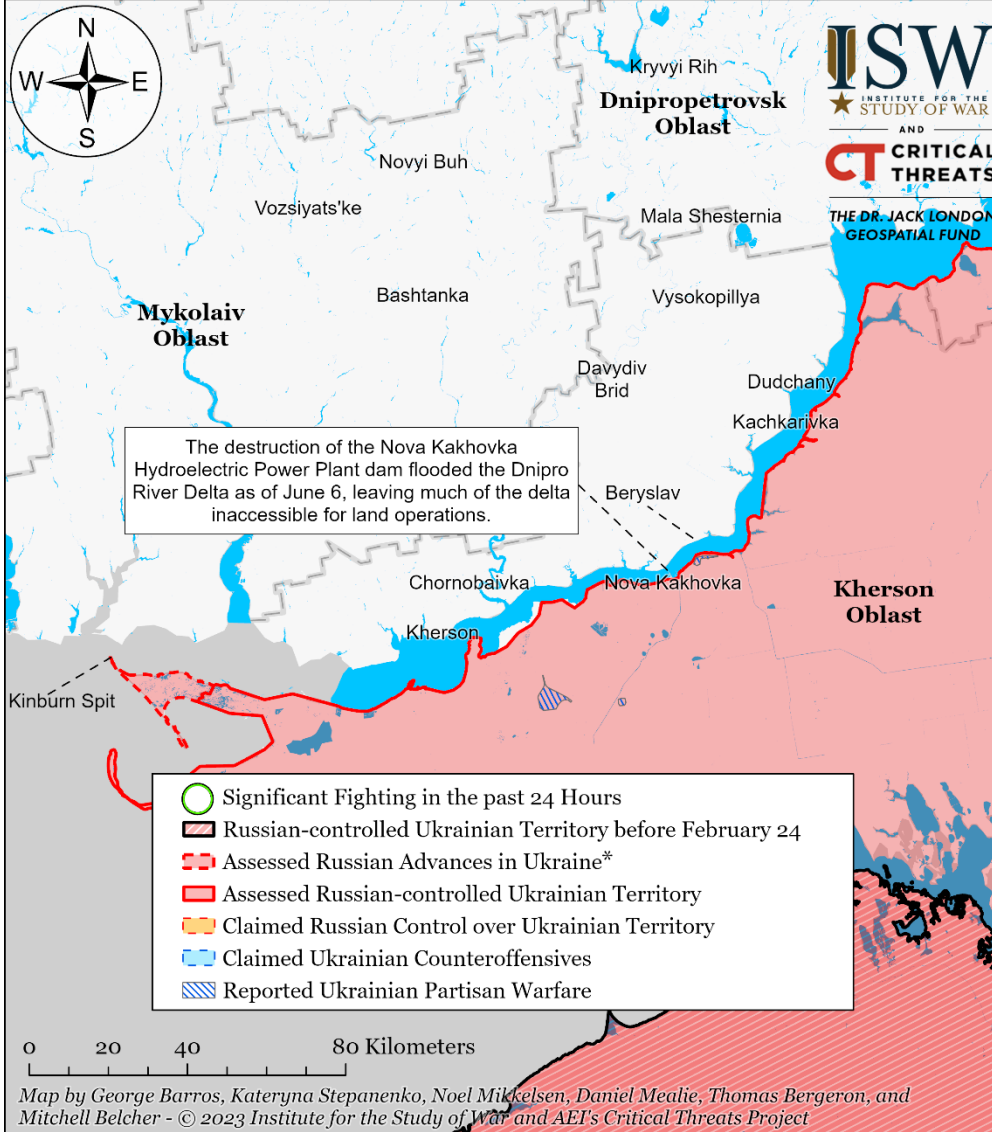 N
W
E
S
ISW
INSTITUTE FOR THE
STUDY OF WAR
AND
CT CRITICAL
THREATS
THE DR. JACK LONDON
GEOSPATIAL FUND
Kryvyi Rih
Dnipropetrovsk
Oblast
Novyi Buh
Vozsiyats'ke
Mala Shesternia
Bashtanka
Vysokopillya
Mykolaiv
Oblast
Davydiv
Brid
Dudchany
Kachkarivka
The destruction of the Nova Kakhovka
Hydroelectric Power Plant dam flooded the Dnipro
River Delta as of June 6, leaving much of the delta
inaccessible for land operations.
Beryslav
Chornobaivka
Nova Kakhovka
Kherson
Oblast
Kherson
Kinburn Spit
Significant Fighting in the past 24 Hours
Russian-controlled Ukrainian Territory before February 24
Assessed Russian Advances in Ukraine*
Assessed Russian-controlled Ukrainian Territory
Claimed Russian Control over Ukrainian Territory
Claimed Ukrainian Counteroffensives
Reported Ukrainian Partisan Warfare
0 20 40 80 Kilometers
Map by George Barros, Kateryna Stepanenko, Noel Mikkelsen, Daniel Mealie, Thomas Bergeron, and
Mitchell Belcher - © 2023 Institute for the Study of War and AEI's Critical Threats Project